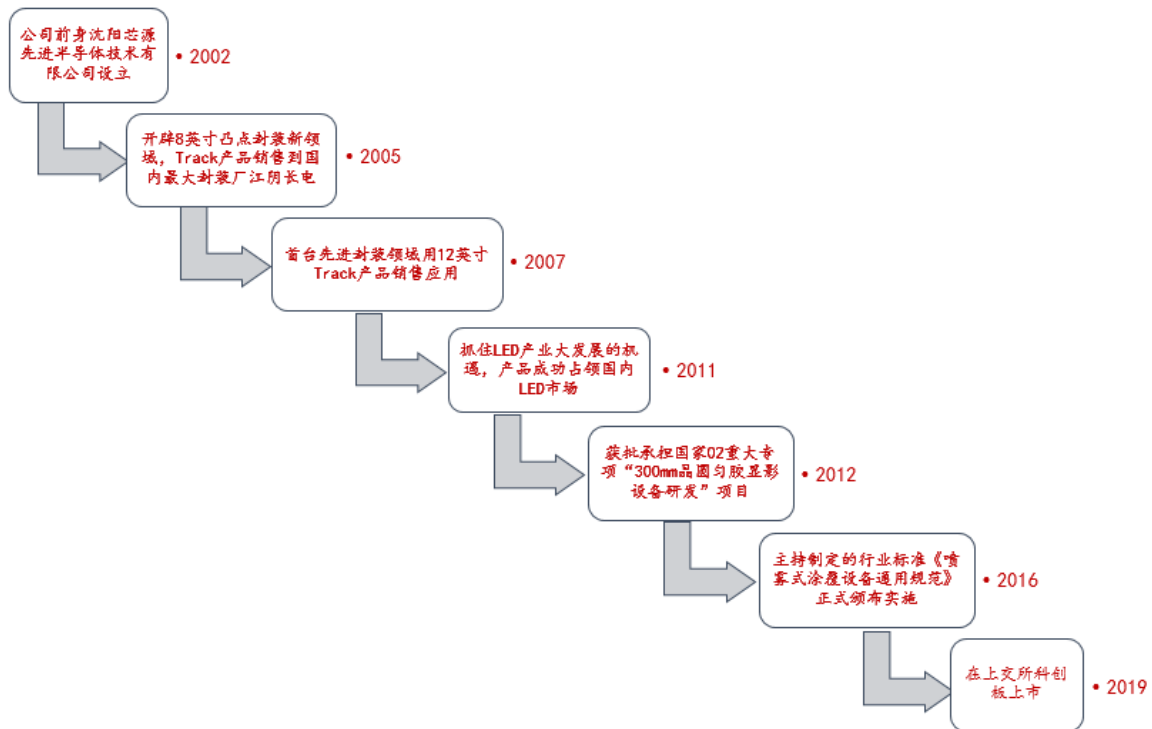 公司前身沈阳芯源
先进半导体技术有
限公司设立
• 2002
开辟8英寸凸点封装新领
域，Track产品销售到国
内最大封装厂江阴长电
• 2005
首台先进封装领域用12英寸
Track产品销售应用
• 2007
抓住LED产业大发展的机
遇，产品成功占领国内
LED市场
• 2011
获批承担国家02重大专
项“300mm晶圆匀胶显影
设备研发”项目
• 2012
主持制定的行业标准《喷
雾式涂覆设备通用规范》
正式颁布实施
• 2016
在上交所科创
板上市
• 2019